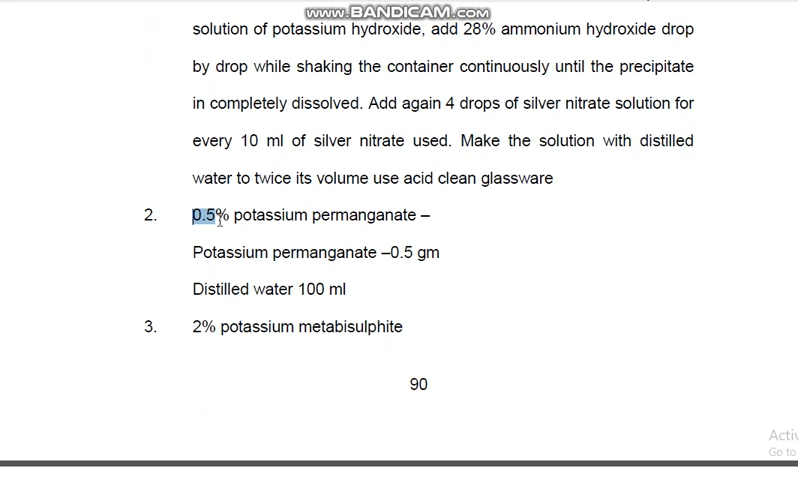 www.BANDICAM.com
solution of potassium hydroxide, add 28% ammonium hydroxide drop
by drop while shaking the container continuously until the precipitate
in completely dissolved. Add again 4 drops of silver nitrate solution for
every 10 ml of silver nitrate used. Make the solution with distilled
water to twice its volume use acid clean glassware
2. 0.5% potassium permanganate –
Potassium permanganate –0.5 gm
Distilled water 100 ml
3. 2% potassium metabisulphite
90
Activ
Go to